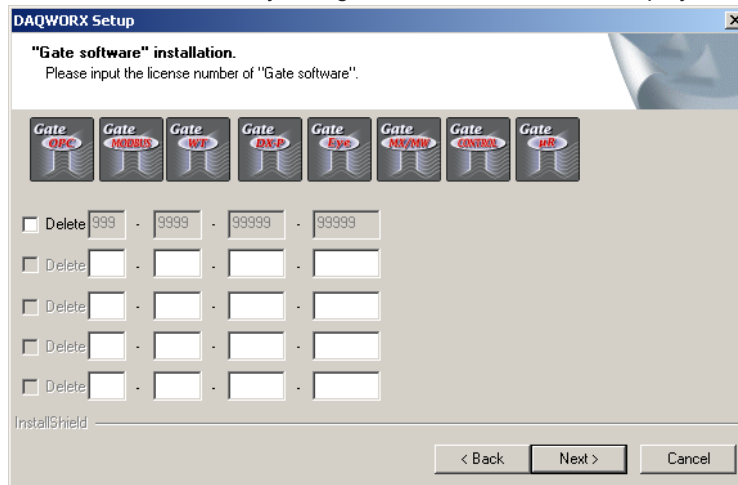 DAQWORX Setup
"Gate software" installation.
Please input the license number of "Gate software".
Gate OPC Gate MODBUS Gate WT Gate DX-P Gate Eye Gate MX/MW Gate CONTROL Gate µR
Delete 999 - 9999 - 99999 - 99999
Delete - - -
Delete - - -
Delete - - -
Delete - - -
InstallShield
< Back Next > Cancel